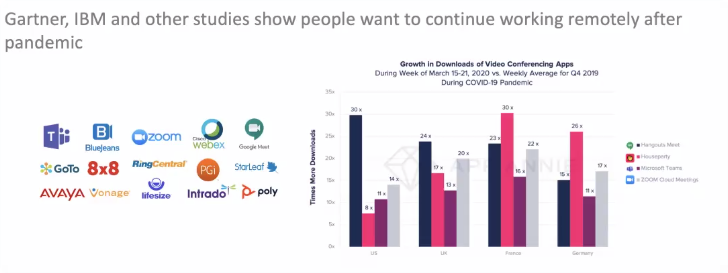 Gartner, IBM and other studies show people want to continue working remotely after
pandemic
Growth in Downloads of Video Conferencing Apps
During Week of March 15-21, 2020 vs. Weekly Average for Q4 2019
During COVID-19 Pandemic
T
B
Bluejeans
zoom
Cisco
webex
Google Meet
GoTo
8x8
RingCentral
PGi
StarLeaf
AVAYA
Vonage
lifesize
Intrado
poly
Times More Downloads
35x
30x
25x
20x
15x
10x
5x
0x
30 x
8 x
11 x
14 x
24 x
17 x
13 x
20 x
23 x
30 x
16 x
22 x
15 x
26 x
11 x
17 x
APP ANNIE
US
UK
France
Germany
Hangouts Meet
Houseparty
Microsoft Teams
ZOOM Cloud Meetings